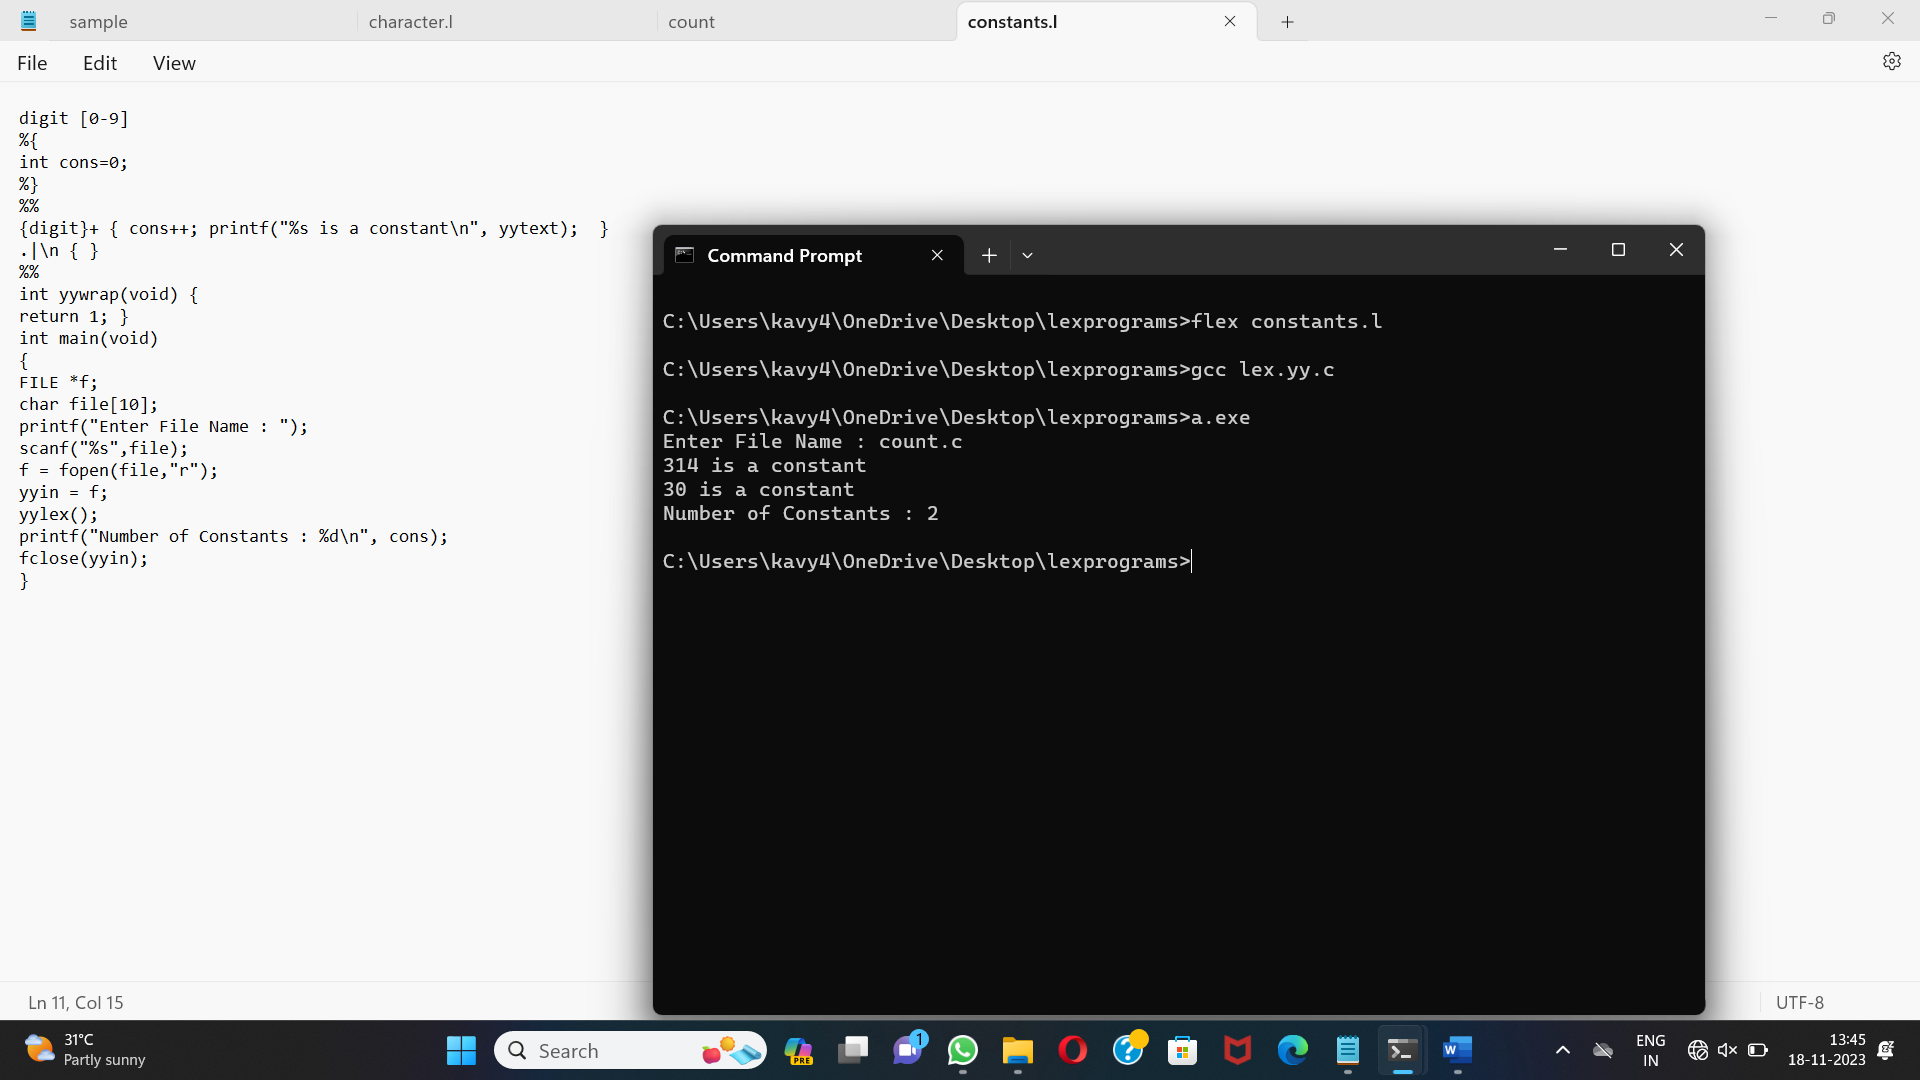 sample
character.l
count
constants.l
File
Edit
View
digit [0-9]
%{
int cons=0;
%}
%%
{digit}+ { cons++; printf("%s is a constant\n", yytext);  }
.|\n { }
%%
int yywrap(void) {
return 1; }
int main(void)
{
FILE *f;
char file[10];
printf("Enter File Name : ");
scanf("%s",file);
f = fopen(file,"r");
yyin = f;
yylex();
printf("Number of Constants : %d\n", cons);
fclose(yyin);
}
Command Prompt
C:\Users\kavy4\OneDrive\Desktop\lexprograms>flex constants.l
C:\Users\kavy4\OneDrive\Desktop\lexprograms>gcc lex.yy.c
C:\Users\kavy4\OneDrive\Desktop\lexprograms>a.exe
Enter File Name : count.c
314 is a constant
30 is a constant
Number of Constants : 2
C:\Users\kavy4\OneDrive\Desktop\lexprograms>
Ln 11, Col 15
UTF-8
31°C
Partly sunny
Search
PRE
1
W
ENG
IN
13:45
18-11-2023